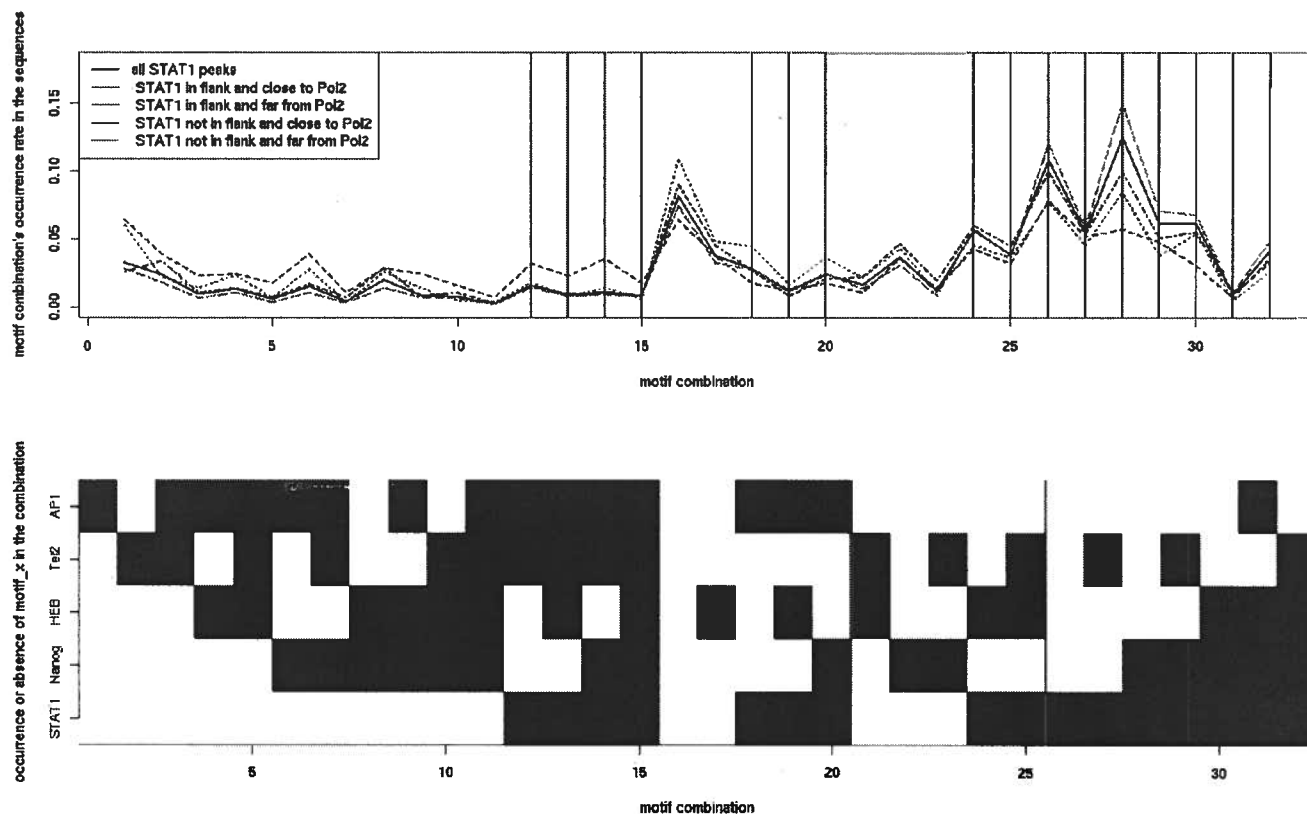 motif combination's occurrence rate in the sequences
all STAT1 peaks
STAT1 in flank and close to Pol2
STAT1 in flank and far from Pol2
STAT1 not in flank and close to Pol2
STAT1 not in flank and far from Pol2
0.15
0.10
0.05
0.00
0 5 10 15 20 25 30
motif combination
occurrence or absence of motif_x in the combination
AP1
Tel2
HEB
Nanog
STAT1
5 10 15 20 25 30
motif combination